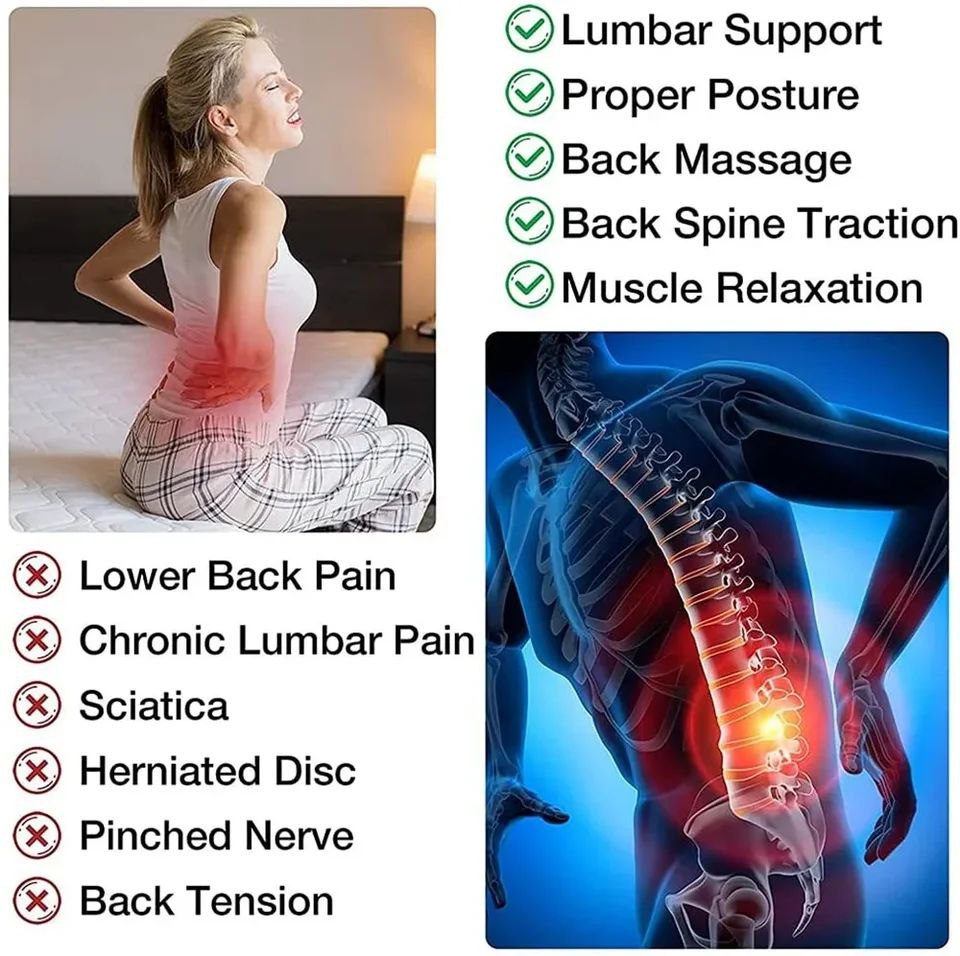 Lumbar Support
Proper Posture
Back Massage
Back Spine Traction
Muscle Relaxation
Lower Back Pain
Chronic Lumbar Pain
Sciatica
Herniated Disc
Pinched Nerve
Back Tension